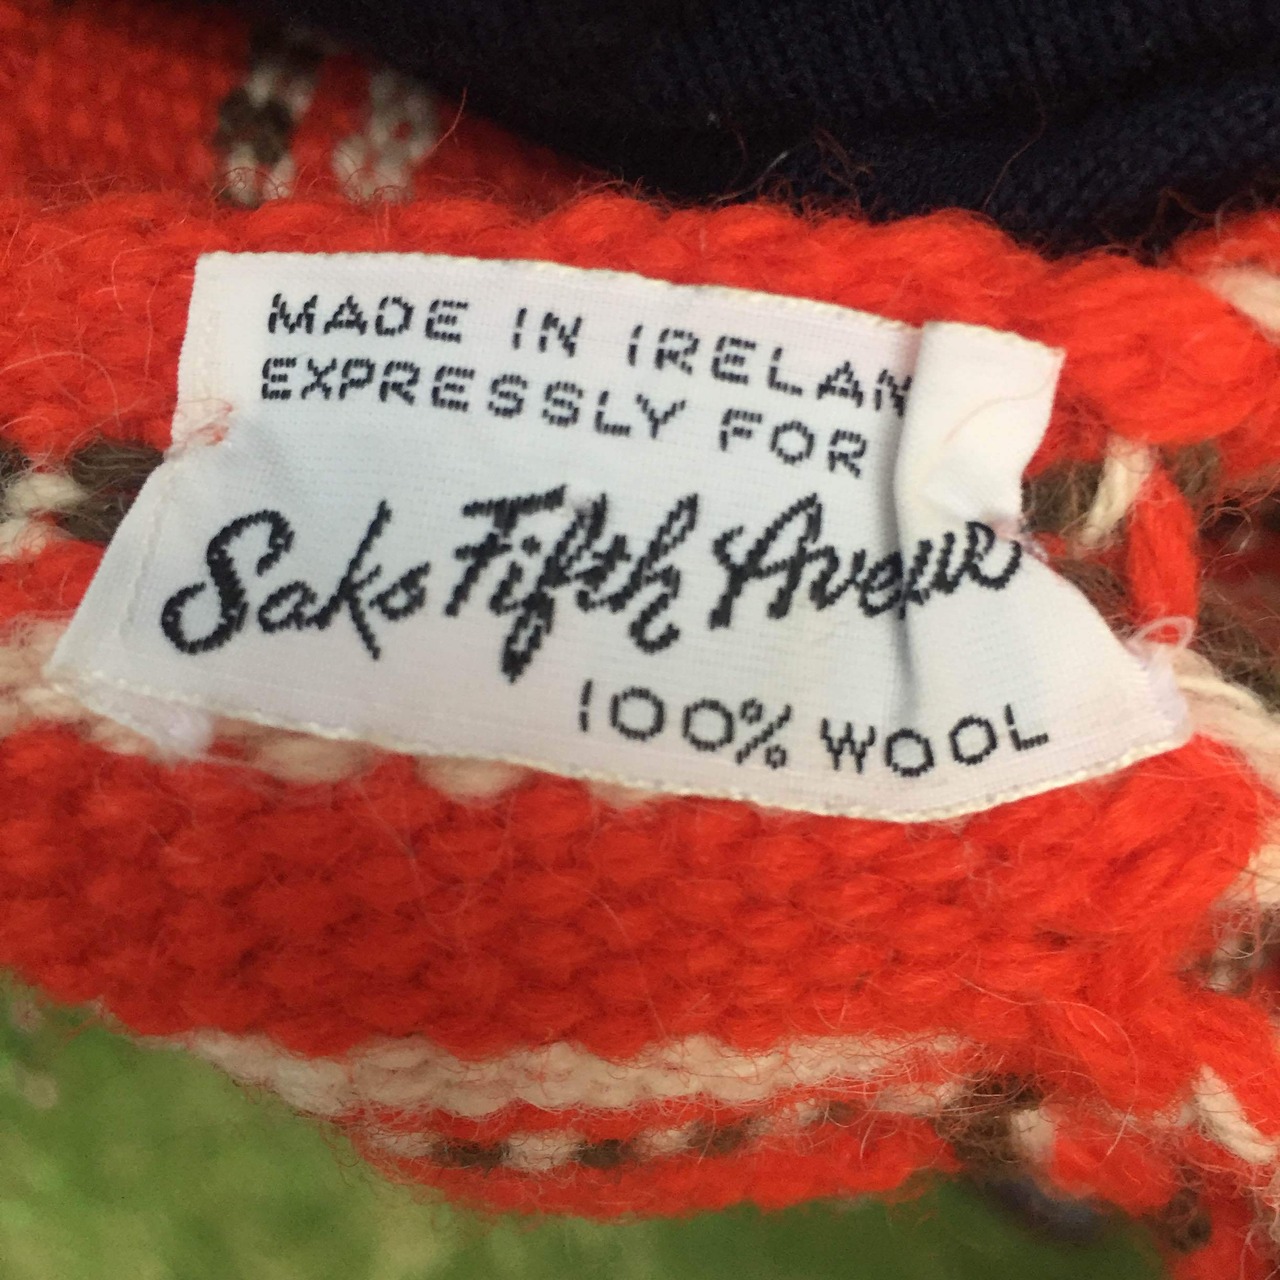 MADE IN IRELAN
EXPRESSLY FOR
Saks Fifth Avenue
100% WOOL